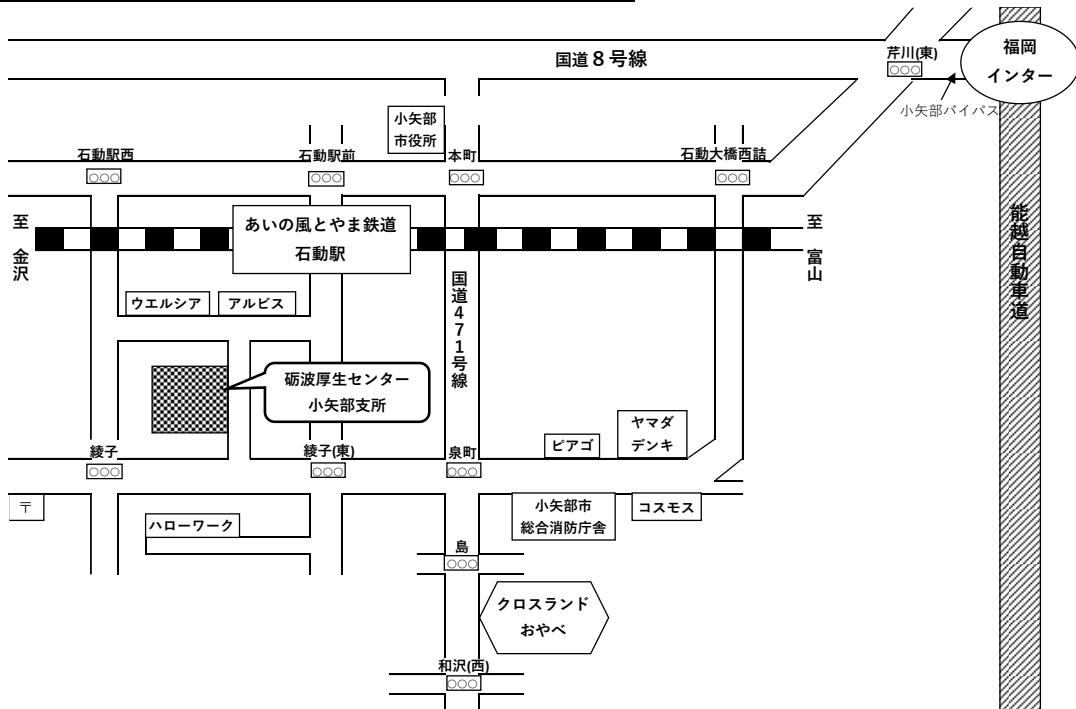 国道８号線
芹川(東)
福岡
インター
小矢部バイパス
小矢部
市役所
石動駅西
石動駅前
本町
石動大橋西詰
至 金沢
あいの風とやま鉄道
石動駅
至 富山
能越自動車道
国道４７１号線
ウエルシア
アルビス
砺波厚生センター
小矢部支所
ヤマダ
デンキ
ピアゴ
綾子
綾子(東)
泉町
〒
ハローワーク
小矢部市
総合消防庁舎
コスモス
島
クロスランド
おやべ
和沢(西)